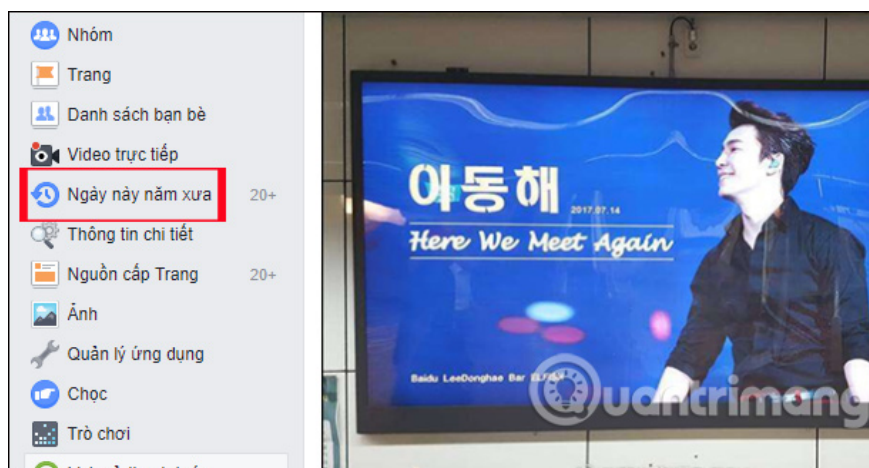 Nhóm
Trang
Danh sách bạn bè
Video trực tiếp
Ngày này năm xưa 20+
Thông tin chi tiết
Nguồn cấp Trang 20+
Ảnh
Quản lý ứng dụng
Chọc
Trò chơi
이동해
2017.07.14
Here We Meet Again
Baidu LeeDonghae Bar
Quantrimang